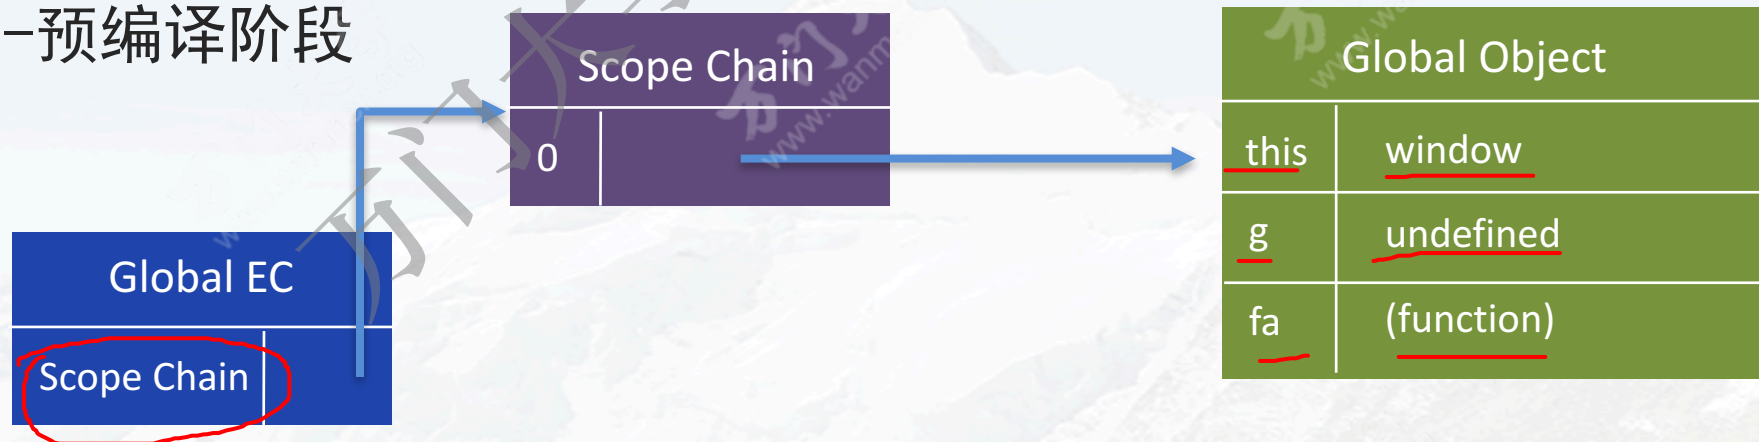 -预编译阶段
Scope Chain
0
Global Object
this window
g undefined
fa (function)
Global EC
Scope Chain